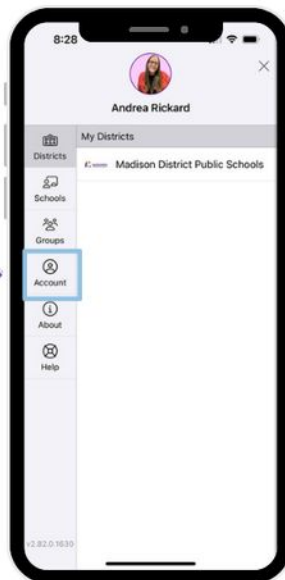 8:28
Andrea Rickard
My Districts
Districts
Madison District Public Schools
Schools
Groups
Account
About
Help
v2.82.0.1630